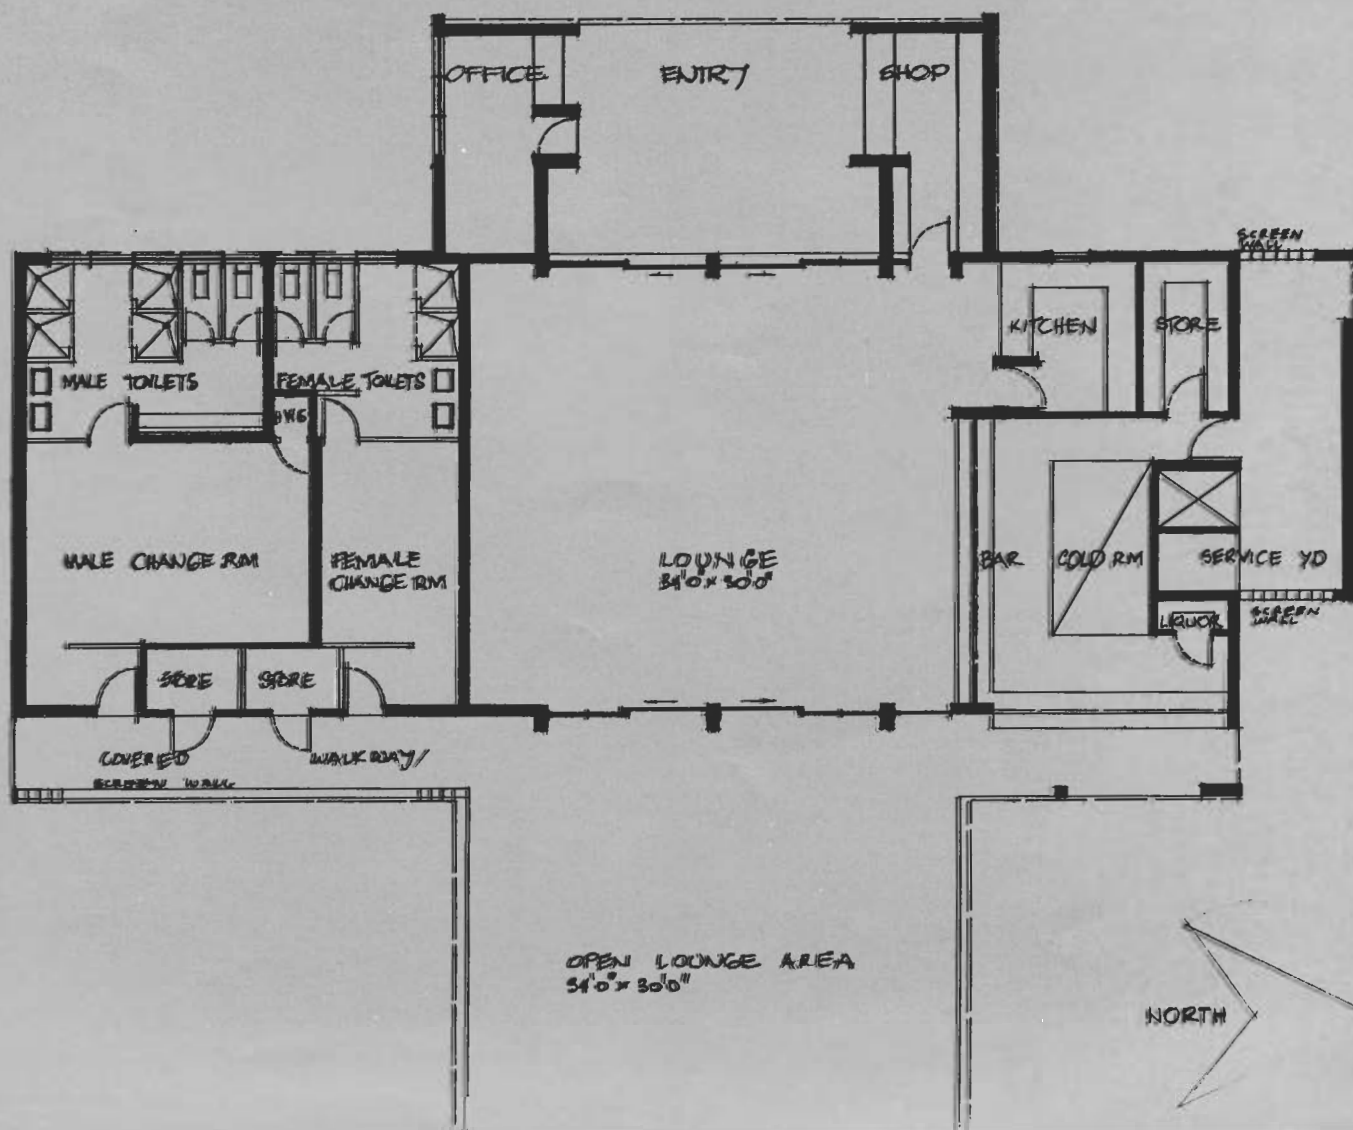 OFFICE
ENTRY
SHOP
SCREEN
WALL
KITCHEN
STORE
MALE TOILETS
FEMALE TOILETS
MALE CHANGE RM
FEMALE
CHANGE RM
LOUNGE
34'0" x 30'0"
BAR
COLD RM
SERVICE YD
LIQUOR
SCREEN
WALL
STORE
STORE
COVERED
WALKWAY/
SCREEN WALL
OPEN LOUNGE AREA
34'0" x 30'0"
NORTH